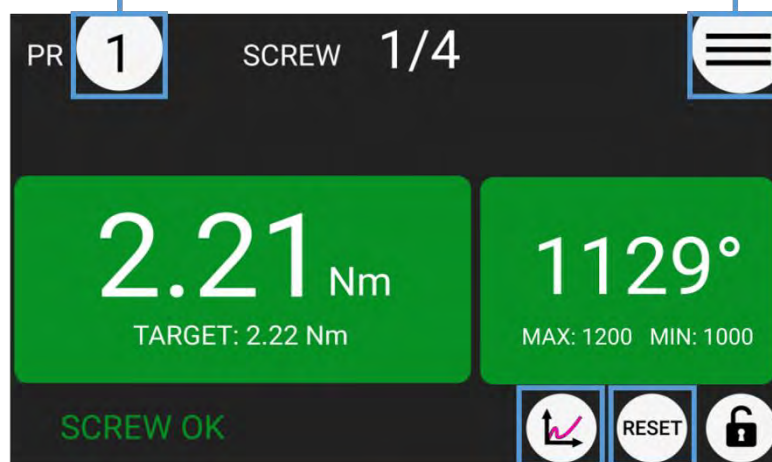 PR 1 SCREW 1/4
2.21 Nm
TARGET: 2.22 Nm
1129°
MAX: 1200 MIN: 1000
SCREW OK
RESET